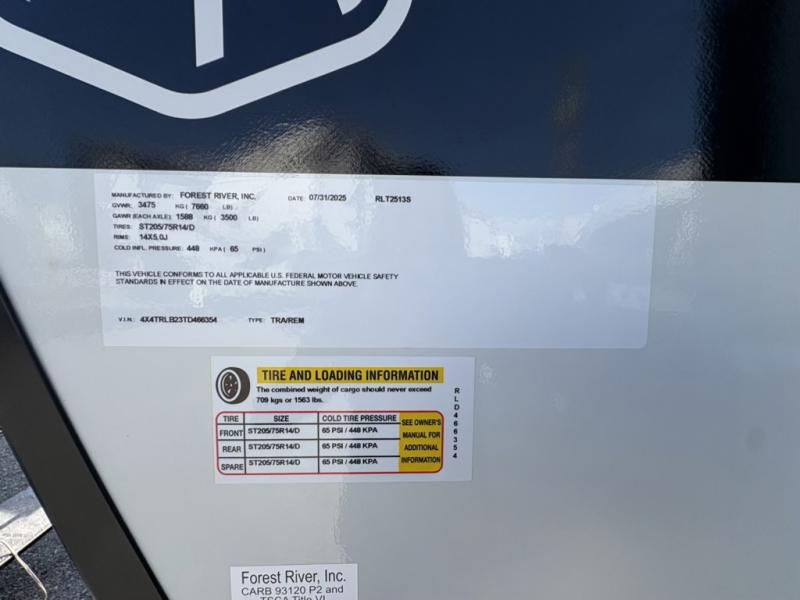 MANUFACTURED BY: FOREST RIVER, INC. DATE: 07/31/2025 RLT2513S
GVWR: 3475 KG ( 7660 LB)
GAWR (EACH AXLE): 1588 KG ( 3500 LB)
TIRES: ST205/75R14/D
RIMS: 14X5.0J
COLD INFL. PRESSURE: 448 KPA ( 65 PSI )
THIS VEHICLE CONFORMS TO ALL APPLICABLE U.S. FEDERAL MOTOR VEHICLE SAFETY
STANDARDS IN EFFECT ON THE DATE OF MANUFACTURE SHOWN ABOVE.
V.I.N.: 4X4TRLB23TD466354 TYPE: TRA/REM
TIRE AND LOADING INFORMATION
The combined weight of cargo should never exceed
709 kgs or 1563 lbs.
TIRE SIZE COLD TIRE PRESSURE
FRONT ST205/75R14/D 65 PSI / 448 KPA
REAR ST205/75R14/D 65 PSI / 448 KPA
SPARE ST205/75R14/D 65 PSI / 448 KPA
SEE OWNER'S
MANUAL FOR
ADDITIONAL
INFORMATION
RLD466354
Forest River, Inc.
CARB 93120 P2 and
TSCA Title VI